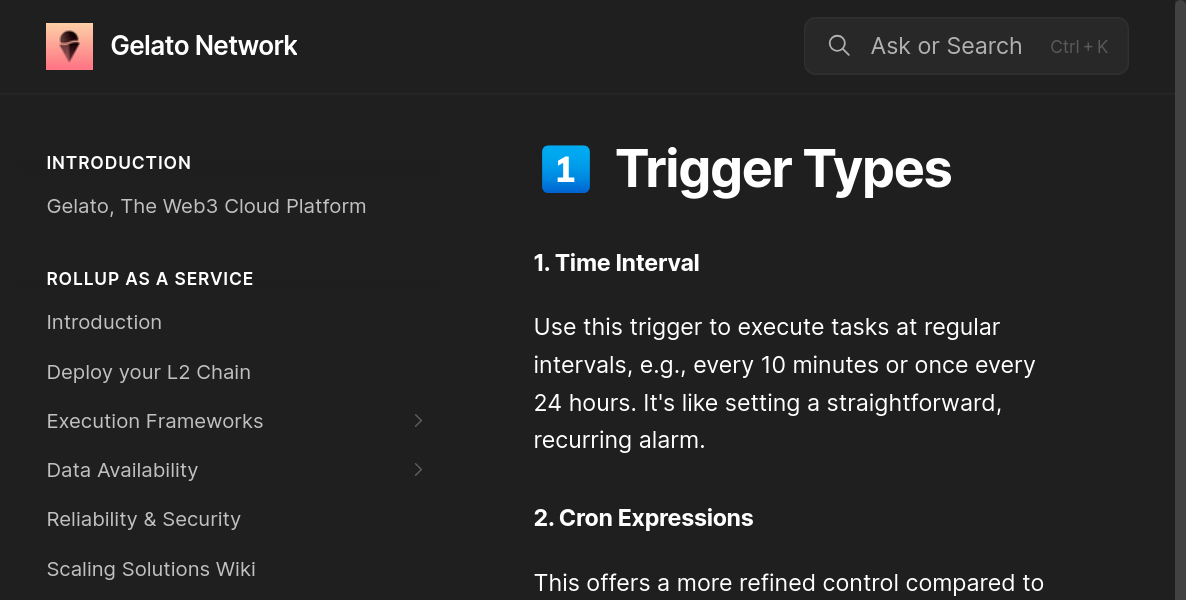 Gelato Network
Ask or Search Ctrl + K
INTRODUCTION
Gelato, The Web3 Cloud Platform
ROLLUP AS A SERVICE
Introduction
Deploy your L2 Chain
Execution Frameworks
Data Availability
Reliability & Security
Scaling Solutions Wiki
1 Trigger Types
1. Time Interval
Use this trigger to execute tasks at regular
intervals, e.g., every 10 minutes or once every
24 hours. It's like setting a straightforward,
recurring alarm.
2. Cron Expressions
This offers a more refined control compared to